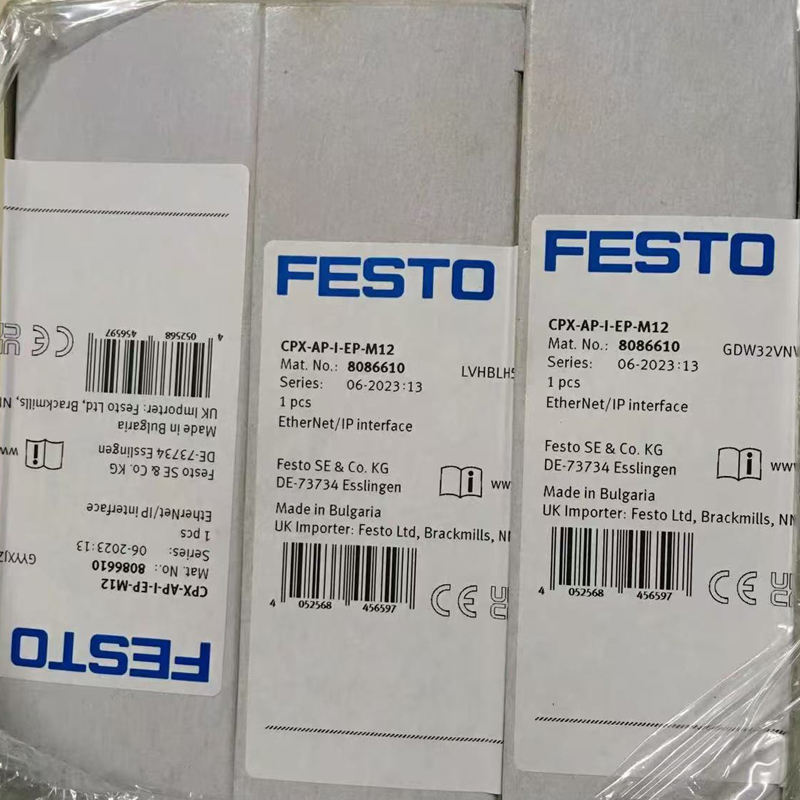 FESTO
CPX-AP-I-EP-M12
Mat. No.: 8086610
Series: 06-2023:13
1 pcs
EtherNet/IP interface
Festo SE & Co. KG
DE-73734 Esslingen
Made in Bulgaria
UK Importer: Festo Ltd, Brackmills, NN
4 052568 456597
CE
FESTO
CPX-AP-I-EP-M12
Mat. No.: 8086610
Series: 06-2023:13
1 pcs
EtherNet/IP interface
Festo SE & Co. KG
DE-73734 Esslingen
Made in Bulgaria
UK Importer: Festo Ltd, Brackmills, NN
4 052568 456597
CE
FESTO
CPX-AP-I-EP-M12
Mat. No.: 8086610 GDW32VNV
Series: 06-2023:13
1 pcs
EtherNet/IP interface
Festo SE & Co. KG
DE-73734 Esslingen www
Made in Bulgaria
UK Importer: Festo Ltd, Brackmills, NN
4 052568 456597
CE